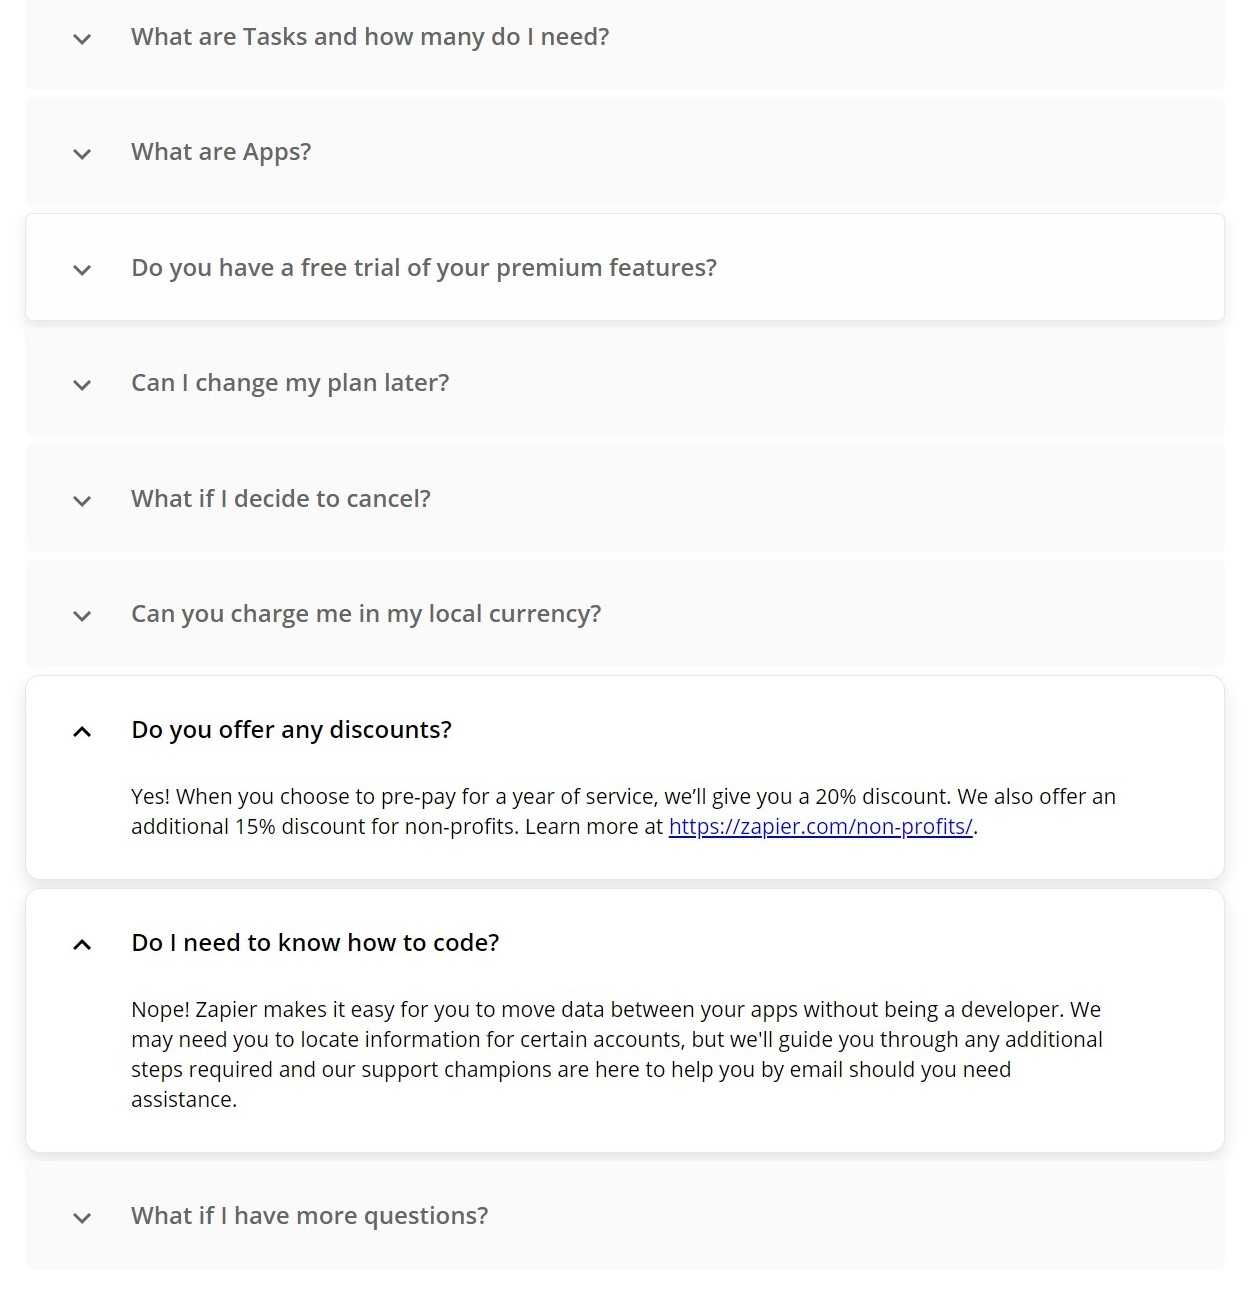 What are Tasks and how many do I need?
What are Apps?
Do you have a free trial of your premium features?
Can I change my plan later?
What if I decide to cancel?
Can you charge me in my local currency?
Do you offer any discounts?
Yes! When you choose to pre-pay for a year of service, we’ll give you a 20% discount. We also offer an
additional 15% discount for non-profits. Learn more at https://zapier.com/non-profits/.
Do I need to know how to code?
Nope! Zapier makes it easy for you to move data between your apps without being a developer. We
may need you to locate information for certain accounts, but we'll guide you through any additional
steps required and our support champions are here to help you by email should you need
assistance.
What if I have more questions?